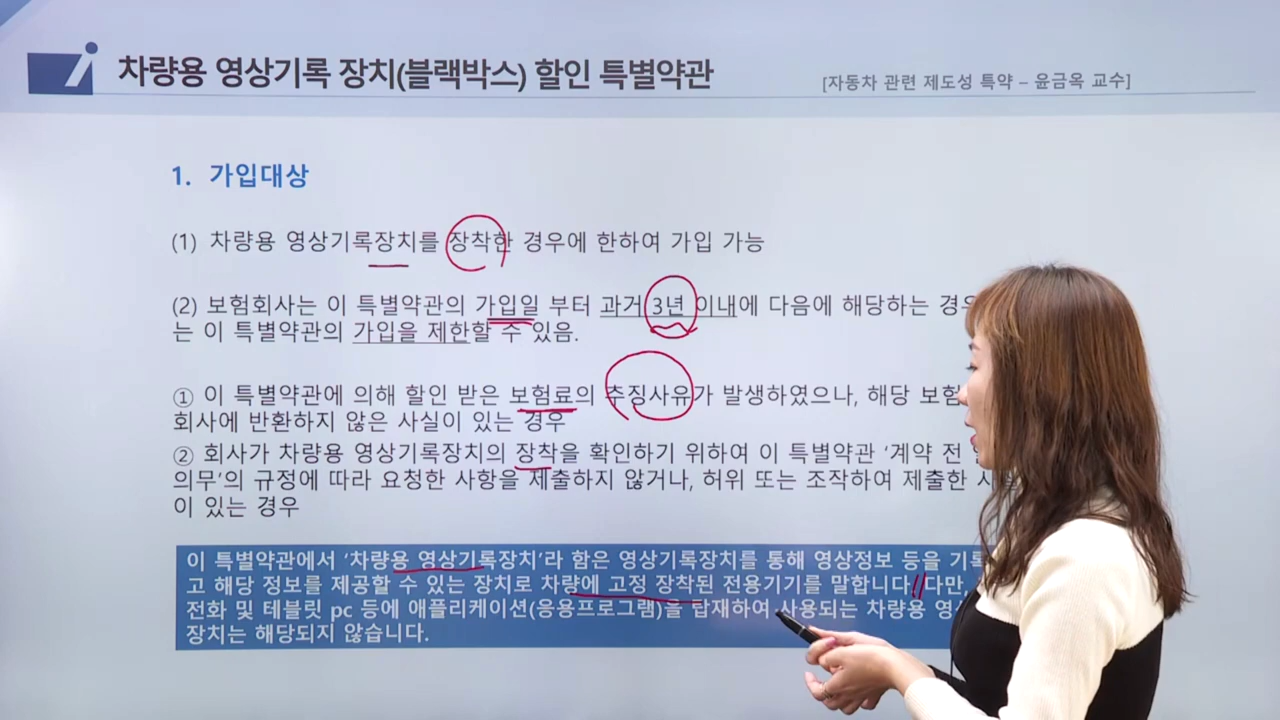 차량용 영상기록 장치(블랙박스) 할인 특별약관
[자동차 관련 제도성 특약 – 윤금옥 교수]
1. 가입대상
(1) 차량용 영상기록장치를 장착한 경우에 한하여 가입 가능
(2) 보험회사는 이 특별약관의 가입일 부터 과거 3년 이내에 다음에 해당하는 경우
는 이 특별약관의 가입을 제한할 수 있음.
① 이 특별약관에 의해 할인 받은 보험료의 추징사유가 발생하였으나, 해당 보험
회사에 반환하지 않은 사실이 있는 경우
② 회사가 차량용 영상기록장치의 장착을 확인하기 위하여 이 특별약관 '계약 전
의무'의 규정에 따라 요청한 사항을 제출하지 않거나, 허위 또는 조작하여 제출한
이 있는 경우
이 특별약관에서 '차량용 영상기록장치'라 함은 영상기록장치를 통해 영상정보 등을 기록
고 해당 정보를 제공할 수 있는 장치로 차량에 고정 장착된 전용기기를 말합니다. 다만,
전화 및 테블릿 pc 등에 애플리케이션(응용프로그램)을 탑재하여 사용되는 차량용
장치는 해당되지 않습니다.